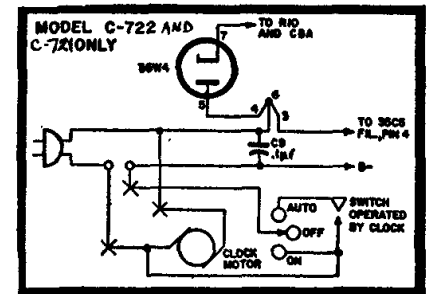 MODEL C-722 AND
C-721 ONLY
TO R10
AND C8A
7
35W4
5
4
6
3
TO 35C5
FIL., PIN 4
C9
.1µf
B-
AUTO
OFF
ON
SWITCH
OPERATED
BY CLOCK
CLOCK
MOTOR